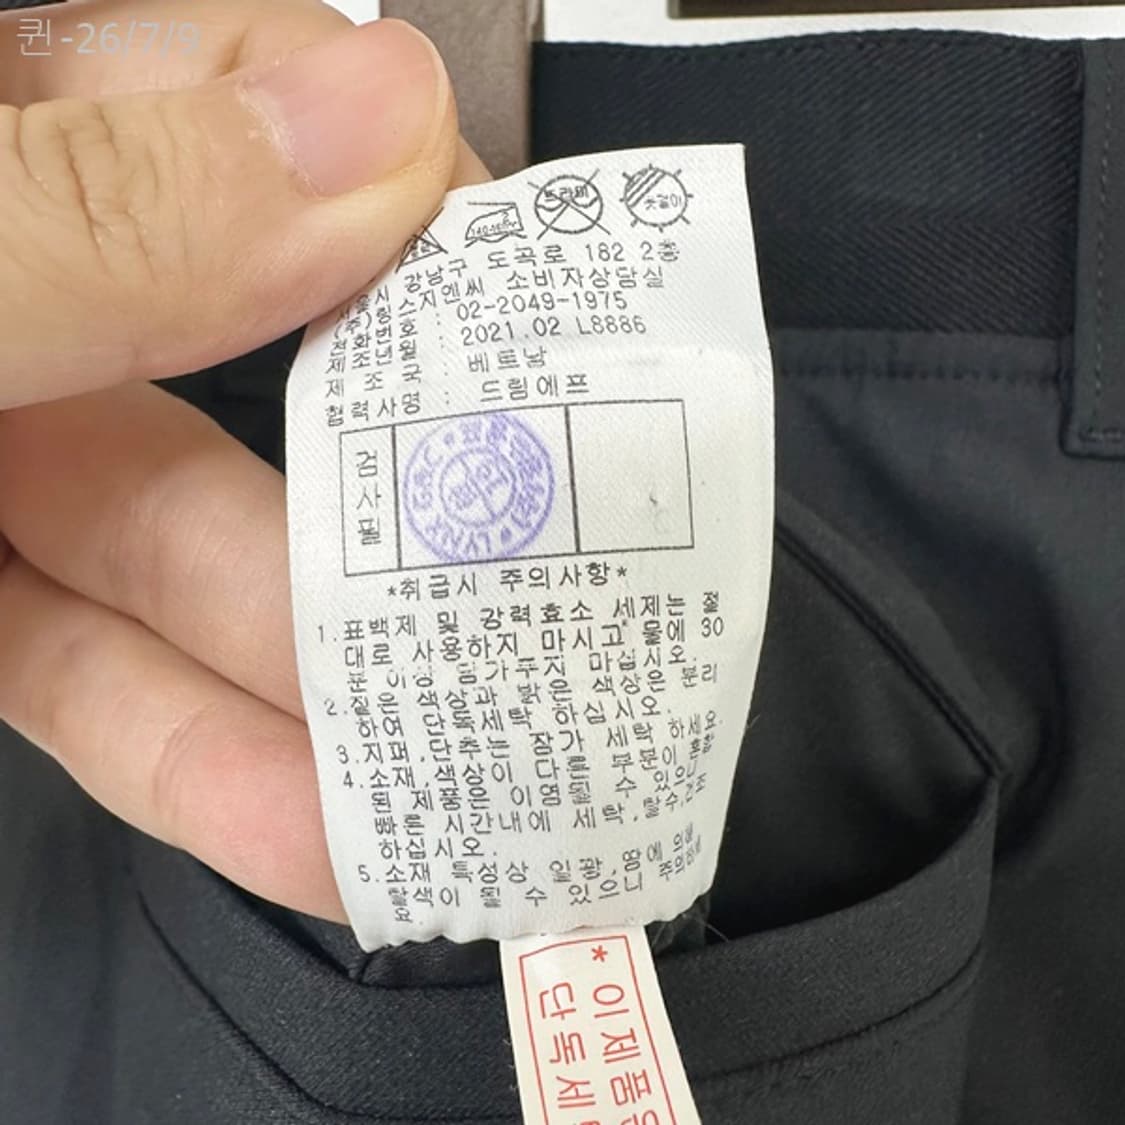 퀸-26/7/9
드라이
옷걸이
서울시 강남구 도곡로 182 2층
(주)링스지엔씨 소비자상담실
전화번호 : 02-2049-1975
제조년월 : 2021.02 L8886
제 조 국 : 베트남
협력사명 : 드림에프
검사필
LYNX G&C
*취급시 주의사항*
1.표백제 및 강력효소 세제는 절
대로 사용하지 마시고 물에 30
분 이상 담가두지 마십시오.
2.짙은 색상과 밝은 색상은 분리
하여 단독세탁 하십시오.
3.지퍼,단추는 잠가 세탁 하세요.
4.소재,색상이 다른 부분이 혼합
된 제품은 이염될 수 있으니
빠른 시간내에 세탁,탈수,건조
하십시오.
5.소재 특성상 일광,땀에 의해
탈색이 될 수 있으니 주의하세
요.
*이제품은
단독세